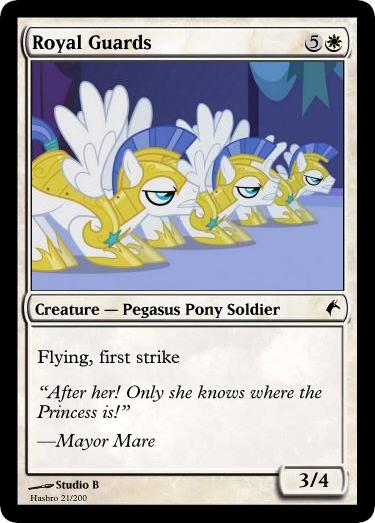 Royal Guards 5
Creature — Pegasus Pony Soldier
Flying, first strike
“After her! Only she knows where the
Princess is!”
—Mayor Mare
Studio B
Hasbro 21/200
3/4